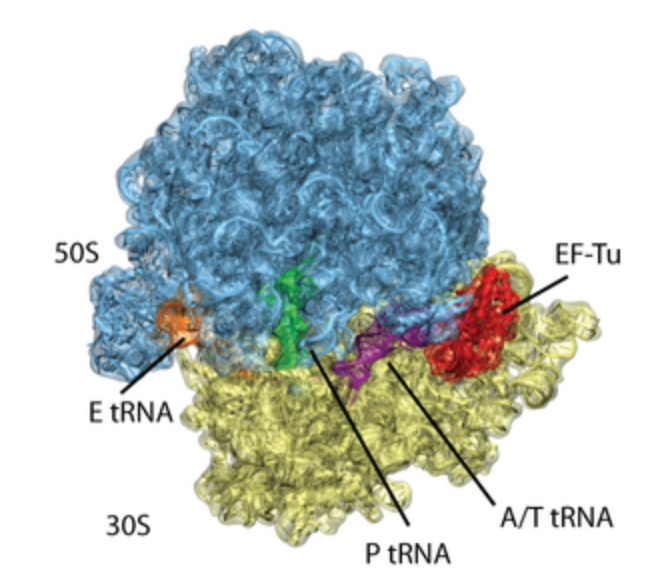 50S
EF-Tu
E tRNA
A/T tRNA
30S
P tRNA